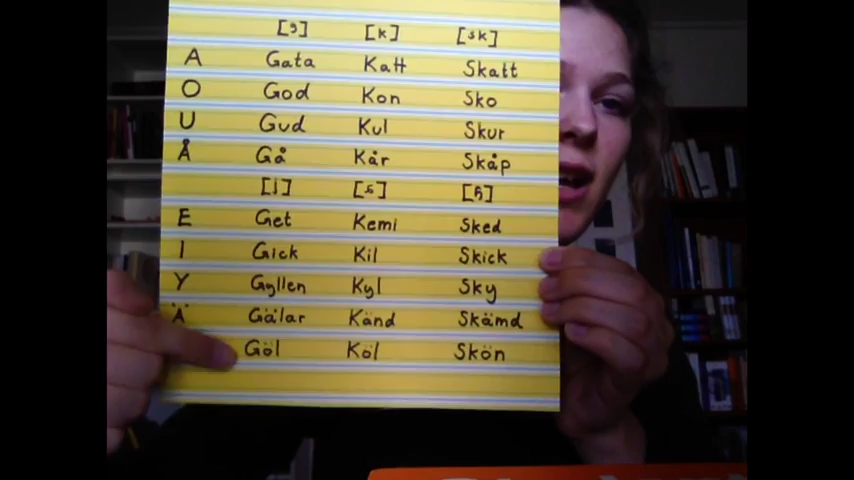 [g] [k] [sk]
A Gata Katt Skatt
O God Kon Sko
U Gud Kul Skur
Å Gå Kår Skåp
[j] [ɕ] [ɧ]
E Get Kemi Sked
I Gick Kil Skick
Y Gyllen Kyl Sky
Ä Gälar Känd Skämd
Göl Köl Skön